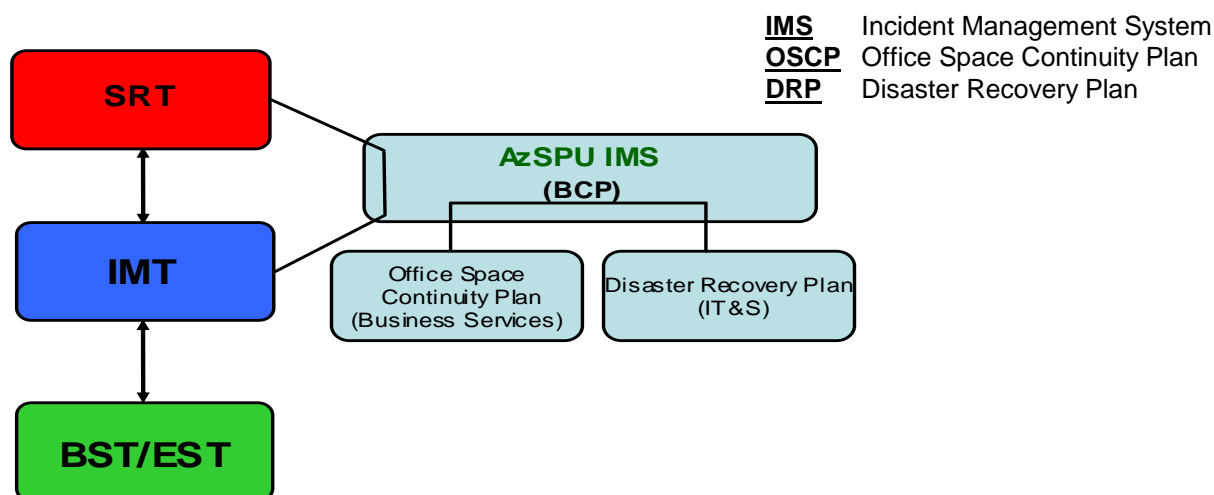 IMS Incident Management System
OSCP Office Space Continuity Plan
DRP Disaster Recovery Plan
SRT
AzSPU IMS
(BCP)
IMT
Office Space
Continuity Plan
(Business Services)
Disaster Recovery Plan
(IT&S)
BST/EST